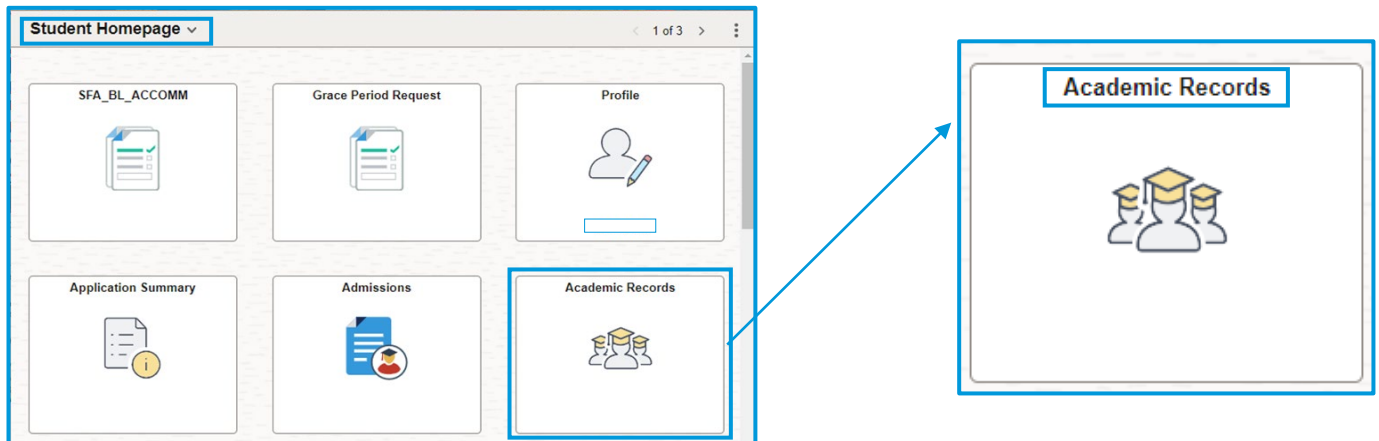 Student Homepage
1 of 3
SFA_BL_ACCOMM
Grace Period Request
Profile
Application Summary
Admissions
Academic Records
Academic Records